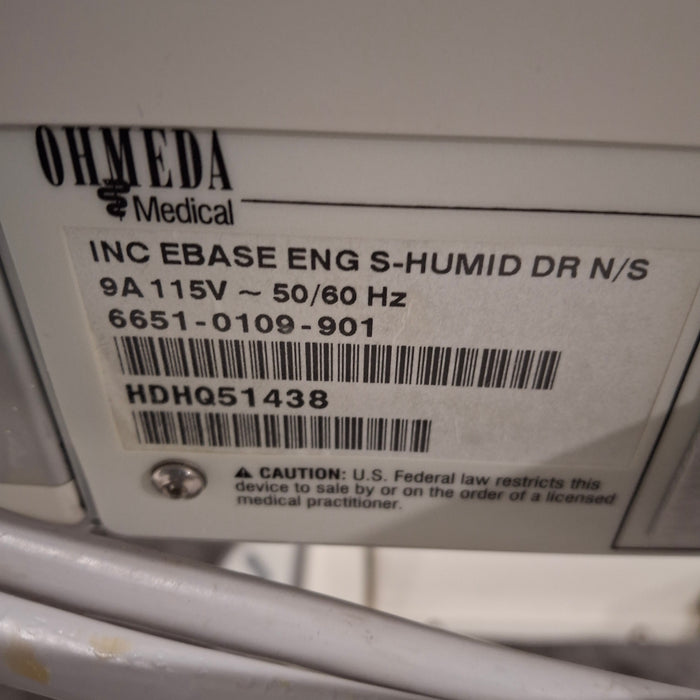 OHMEDA
Medical
INC EBASE ENG S-HUMID DR N/S
9A 115V ~ 50/60 Hz
6651-0109-901
HDHQ51438
⚠ CAUTION: U.S. Federal law restricts this
device to sale by or on the order of a licensed
medical practitioner.